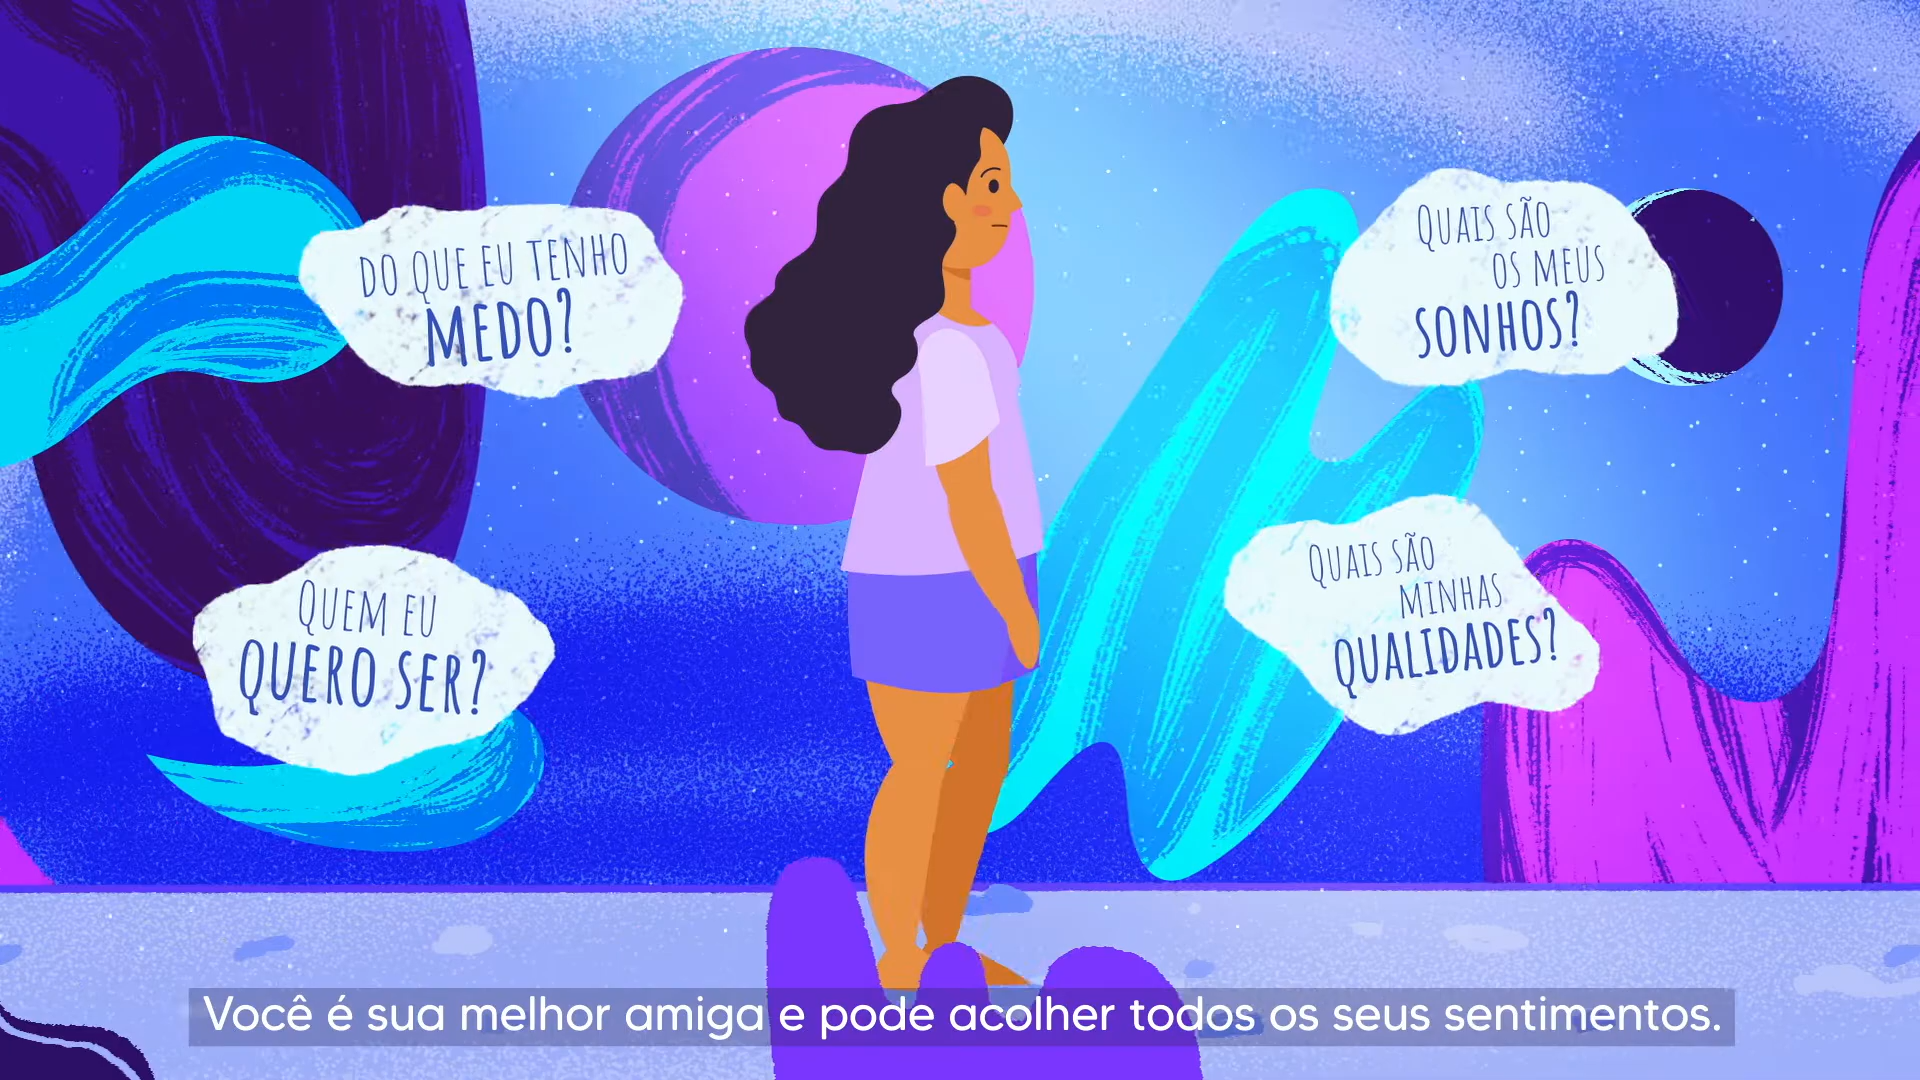 DO QUE EU TENHO
MEDO?
QUAIS SÃO
OS MEUS
SONHOS?
QUEM EU
QUERO SER?
QUAIS SÃO
MINHAS
QUALIDADES?
Você é sua melhor amiga e pode acolher todos os seus sentimentos.